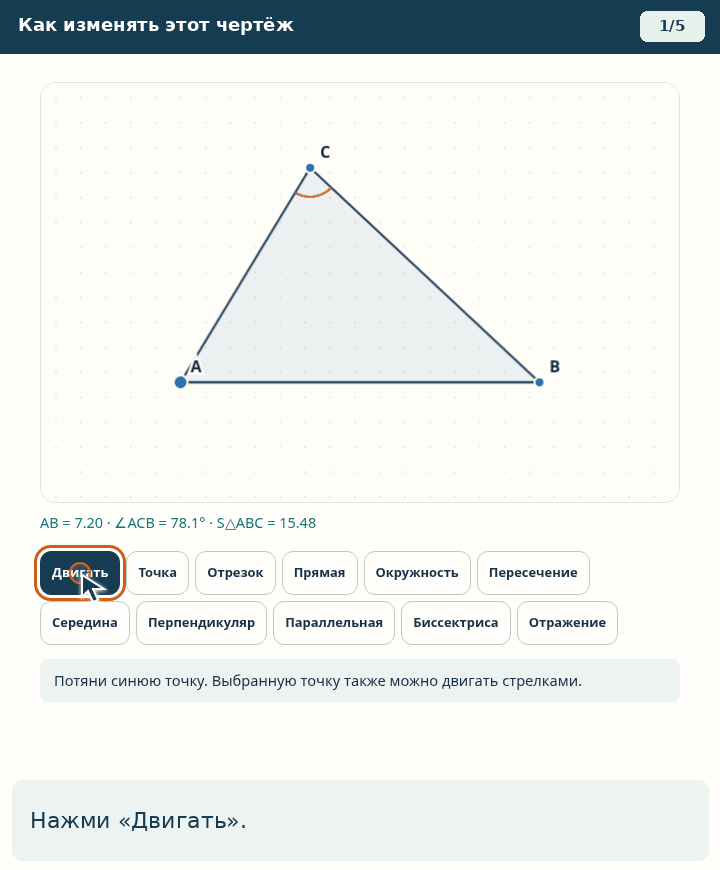 Как изменять этот чертёж
1/5
C
A
B
AB = 7.20 · ∠ACB = 78.1° · S△ABC = 15.48
Двигать Точка Отрезок Прямая Окружность Пересечение
Середина Перпендикуляр Параллельная Биссектриса Отражение
Потяни синюю точку. Выбранную точку также можно двигать стрелками.
Нажми «Двигать».